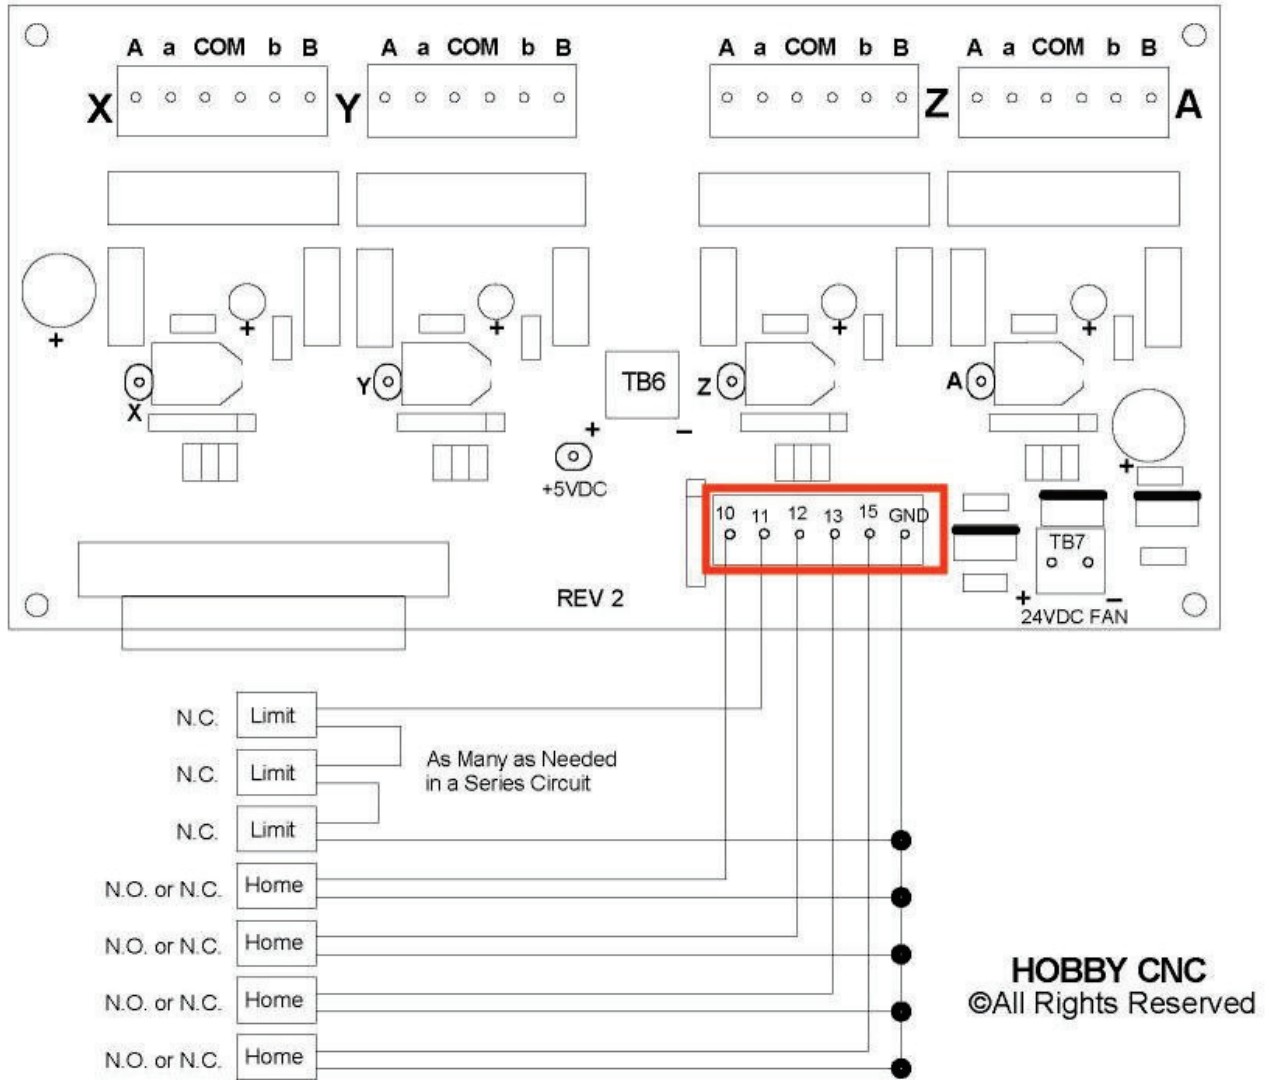 A a COM b B
A a COM b B
A a COM b B
A a COM b B
X
Y
Z
A
+
+
+
+
+
X
Y
Z
A
TB6
+
−
+
+5VDC
10 11 12 13 15 GND
TB7
+
−
24VDC FAN
REV 2
N.C. Limit
As Many as Needed
in a Series Circuit
N.C. Limit
N.C. Limit
N.O. or N.C. Home
N.O. or N.C. Home
N.O. or N.C. Home
N.O. or N.C. Home
HOBBY CNC
©All Rights Reserved